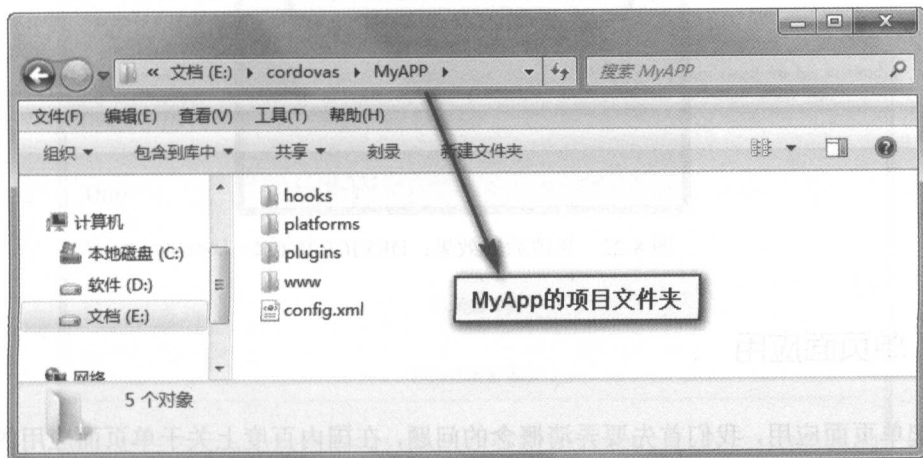 « 文档 (E:) ▸ cordovas ▸ MyAPP ▸
搜索 MyAPP
文件(F) 编辑(E) 查看(V) 工具(T) 帮助(H)
组织 ▾ 包含到库中 ▾ 共享 ▾ 刻录 新建文件夹
计算机
本地磁盘 (C:)
软件 (D:)
文档 (E:)
网络
hooks
platforms
plugins
www
config.xml
MyApp的项目文件夹
5 个对象